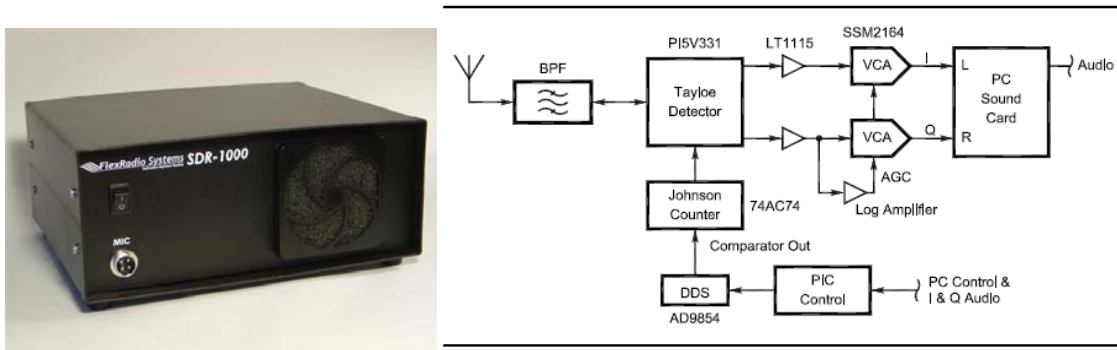 FlexRadio Systems SDR-1000
MIC
BPF
PI5V331
Tayloe
Detector
LT1115
SSM2164
VCA
I
L
PC
Sound
Card
R
Audio
VCA
Q
AGC
Log Amplifier
Johnson
Counter
74AC74
Comparator Out
DDS
AD9854
PIC
Control
PC Control &
I & Q Audio